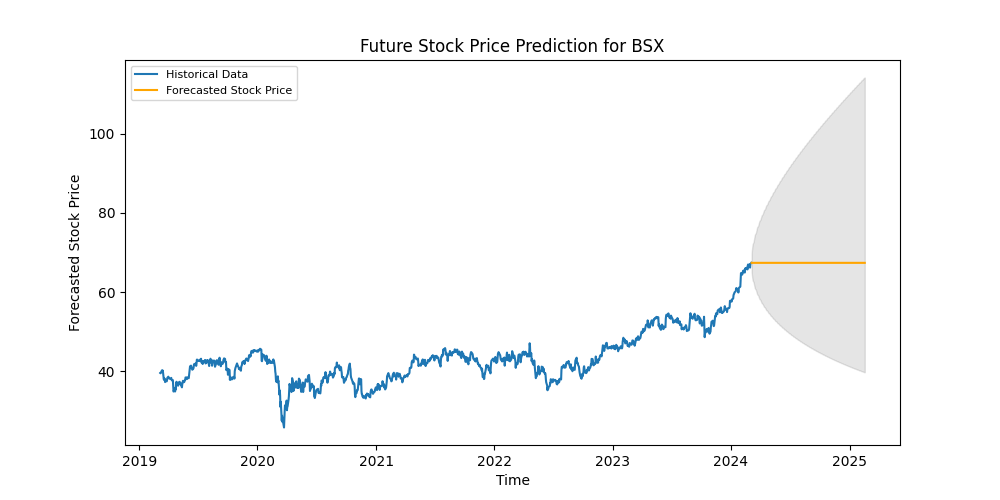 Future Stock Price Prediction for BSX
Historical Data
Forecasted Stock Price
Forecasted Stock Price
100
80
60
40
2019 2020 2021 2022 2023 2024 2025
Time